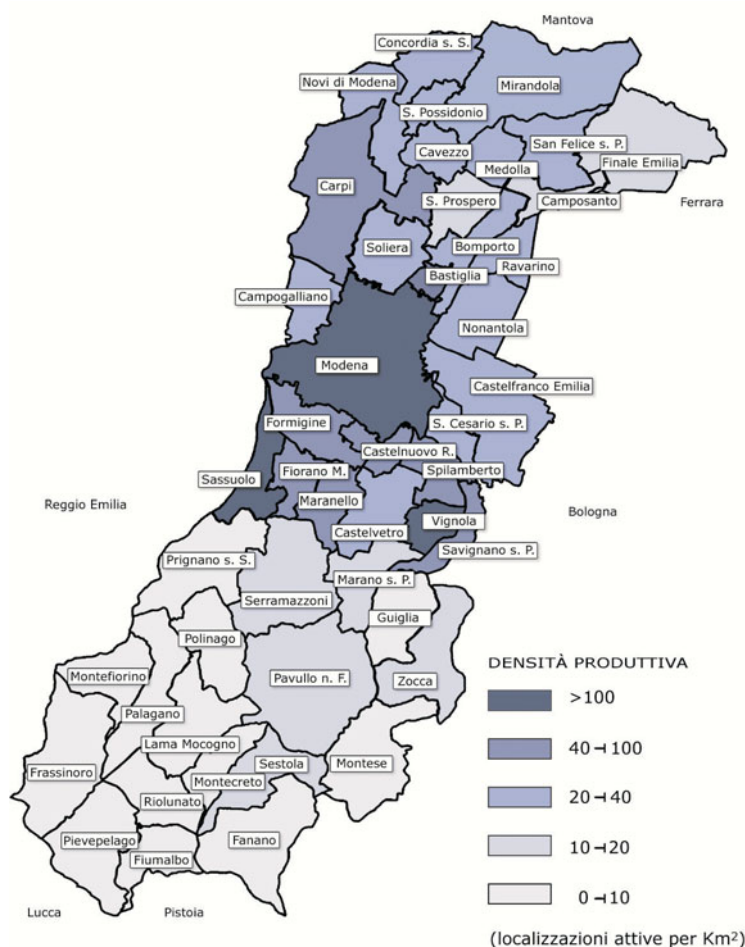 Mantova
Concordia s. S.
Novi di Modena
Mirandola
S. Possidonio
San Felice s. P.
Cavezzo
Medolla
Finale Emilia
Carpi
S. Prospero
Camposanto
Ferrara
Soliera
Bomporto
Ravarino
Bastiglia
Campogalliano
Nonantola
Modena
Castelfranco Emilia
Formigine
S. Cesario s. P.
Castelnuovo R.
Fiorano M.
Spilamberto
Sassuolo
Maranello
Reggio Emilia
Vignola
Bologna
Castelvetro
Savignano s. P.
Prignano s. S.
Marano s. P.
Serramazzoni
Guiglia
Polinago
Montefiorino
Pavullo n. F.
Zocca
Palagano
Lama Mocogno
Sestola
Montese
Frassinoro
Montecreto
Riolunato
Pievepelago
Fanano
Fiumalbo
Lucca
Pistoia
DENSITÀ PRODUTTIVA
>100
40⊣100
20⊣40
10⊣20
0⊣10
(localizzazioni attive per Km²)